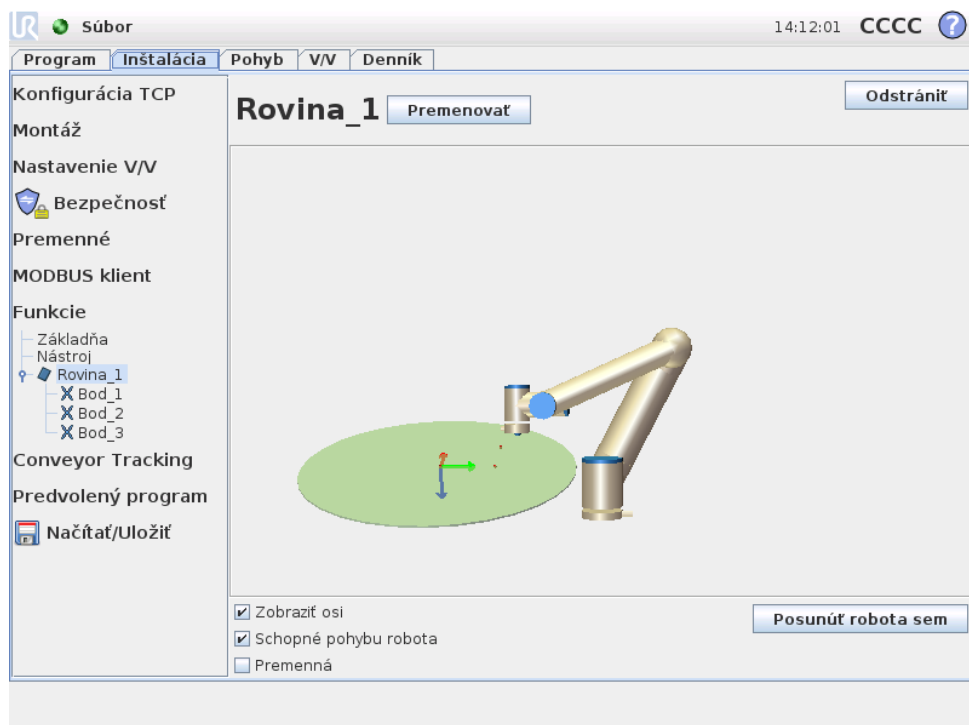 UR Súbor 14:12:01 CCCC ?
Program Inštalácia Pohyb V/V Denník
Konfigurácia TCP
Montáž
Nastavenie V/V
Bezpečnosť
Premenné
MODBUS klient
Funkcie
Základňa
Nástroj
Rovina_1
Bod_1
Bod_2
Bod_3
Conveyor Tracking
Predvolený program
Načítať/Uložiť
Rovina_1 Premenovať Odstrániť
Zobraziť osi
Schopné pohybu robota
Premenná
Posunúť robota sem